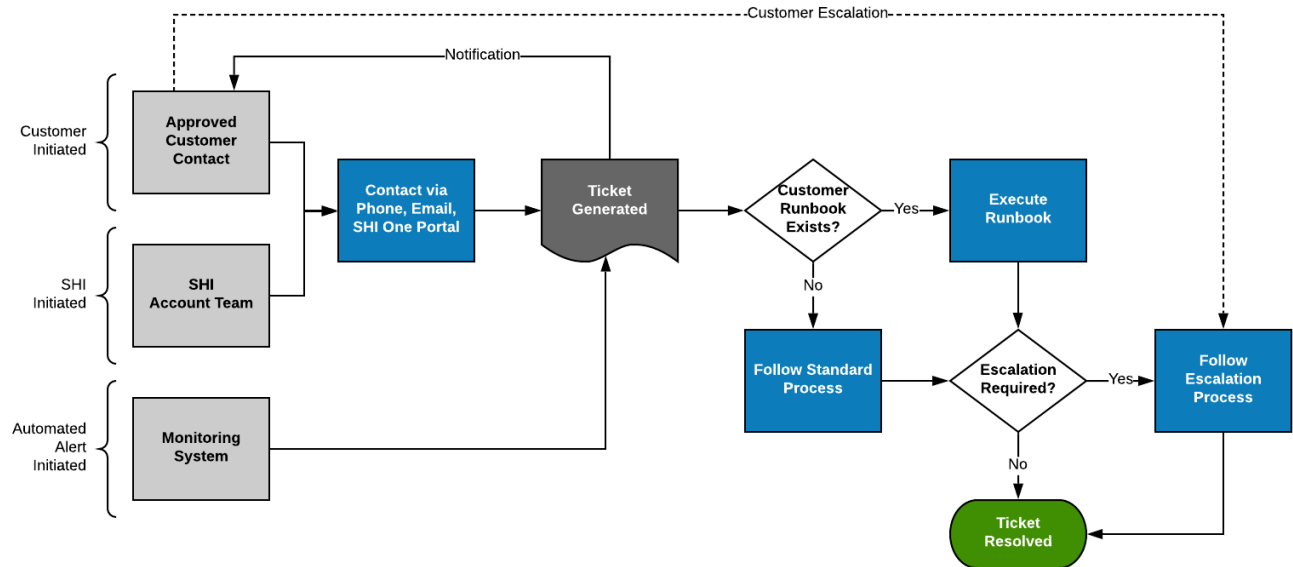 Customer Escalation
Notification
Customer
Initiated
Approved
Customer
Contact
Contact via
Phone, Email,
SHI One Portal
Ticket
Generated
Customer
Runbook
Exists?
Yes
Execute
Runbook
No
SHI
Initiated
SHI
Account Team
Follow Standard
Process
Escalation
Required?
Yes
Follow
Escalation
Process
Automated
Alert
Initiated
Monitoring
System
No
Ticket
Resolved